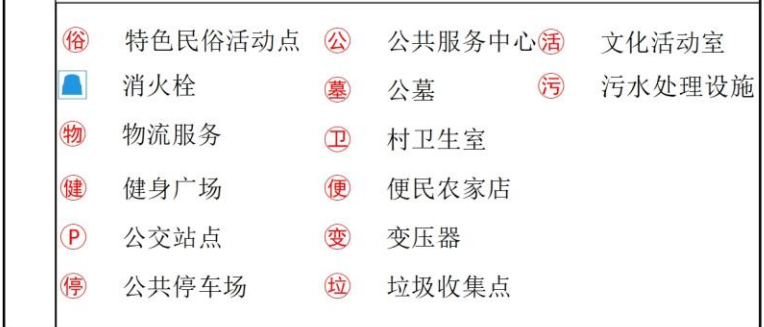 俗 特色民俗活动点 公 公共服务中心 活 文化活动室
消火栓 墓 公墓 污 污水处理设施
物 物流服务 卫 村卫生室
健 健身广场 便 便民农家店
P 公交站点 变 变压器
停 公共停车场 垃 垃圾收集点